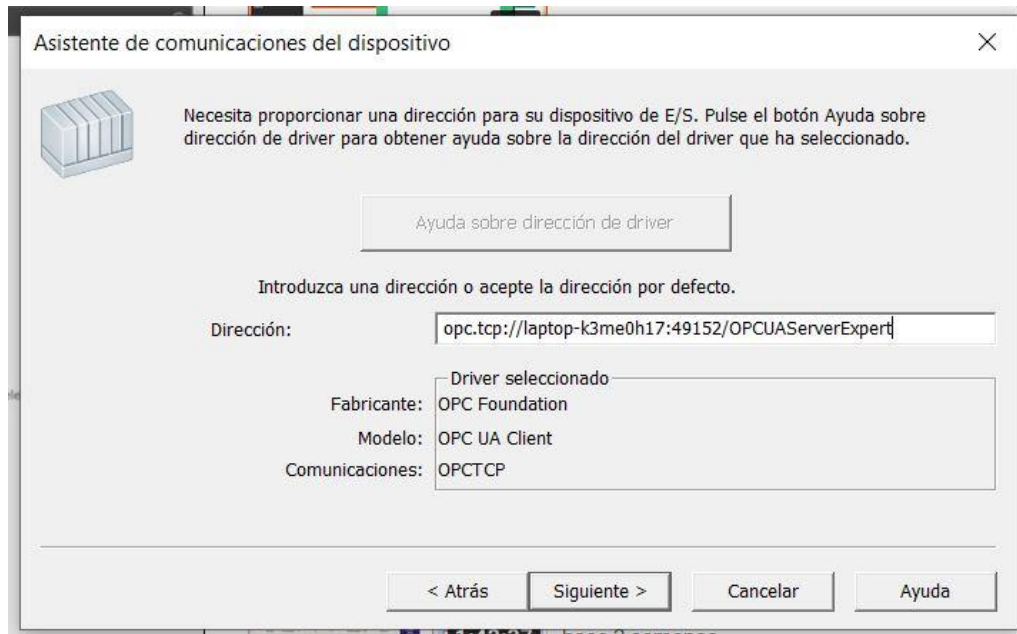 Asistente de comunicaciones del dispositivo
Necesita proporcionar una dirección para su dispositivo de E/S. Pulse el botón Ayuda sobre
dirección de driver para obtener ayuda sobre la dirección del driver que ha seleccionado.
Ayuda sobre dirección de driver
Introduzca una dirección o acepte la dirección por defecto.
Dirección: opc.tcp://laptop-k3me0h17:49152/OPCUAServerExpert
Driver seleccionado
Fabricante: OPC Foundation
Modelo: OPC UA Client
Comunicaciones: OPCTCP
< Atrás Siguiente > Cancelar Ayuda